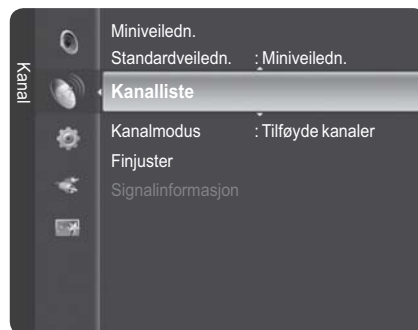 Kanal
Miniveiledn.
Standardveiledn. : Miniveiledn.
Kanalliste
Kanalmodus : Tilføyde kanaler
Finjuster
Signalinformasjon